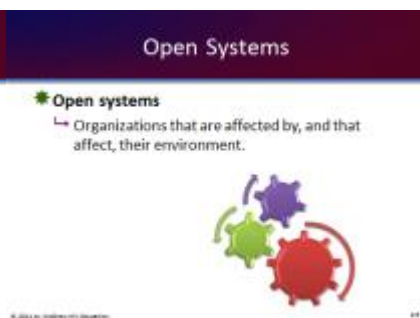 Open Systems
Open systems
Organizations that are affected by, and that
affect, their environment.